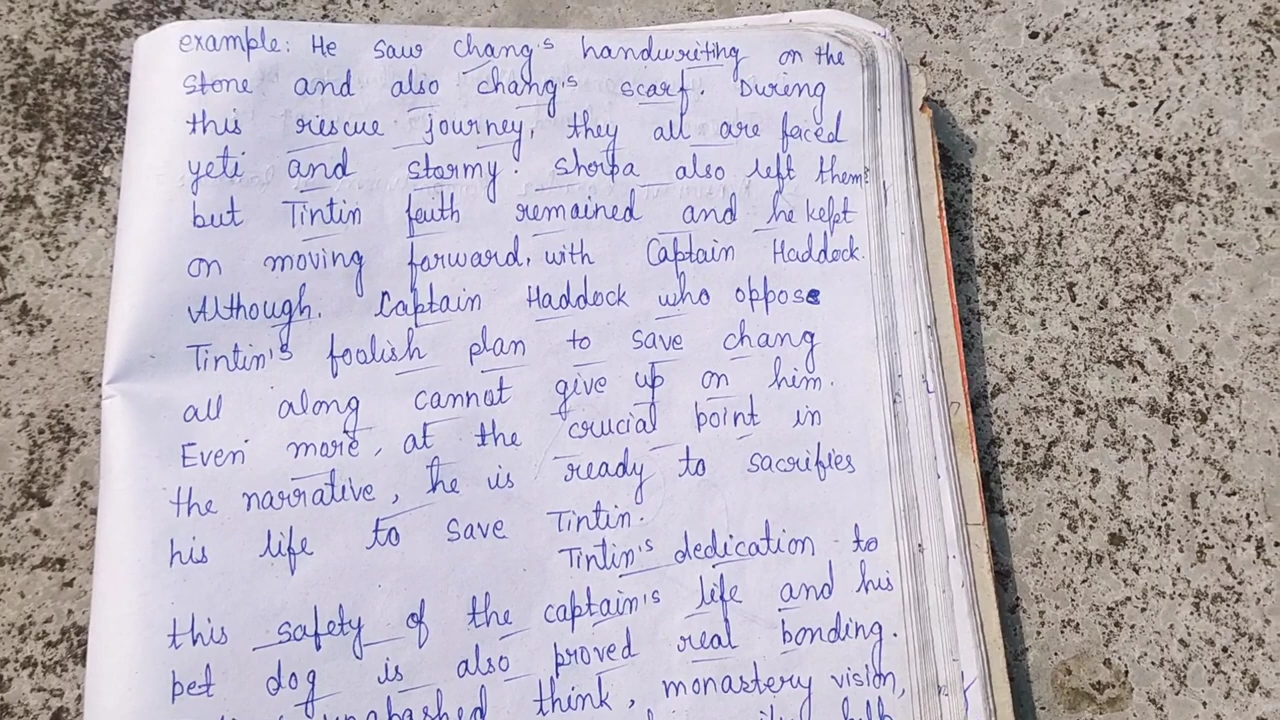 example: He saw chang's handwriting on the
stone and also chang's scarf. During
this rescue journey, they all are faced
yeti and stormy. Sherpa also left them
but Tintin faith remained and he kept
on moving forward, with Captain Haddock.
Although, Captain Haddock who oppose
Tintin's foolish plan to save chang
all along cannot give up on him.
Even more, at the crucial point in
the narrative, he is ready to sacrifies
his life to save Tintin.
Tintin's dedication to
this safety of the captain's life and his
pet dog is also proved real bonding.
unabashed think, monastery vision,